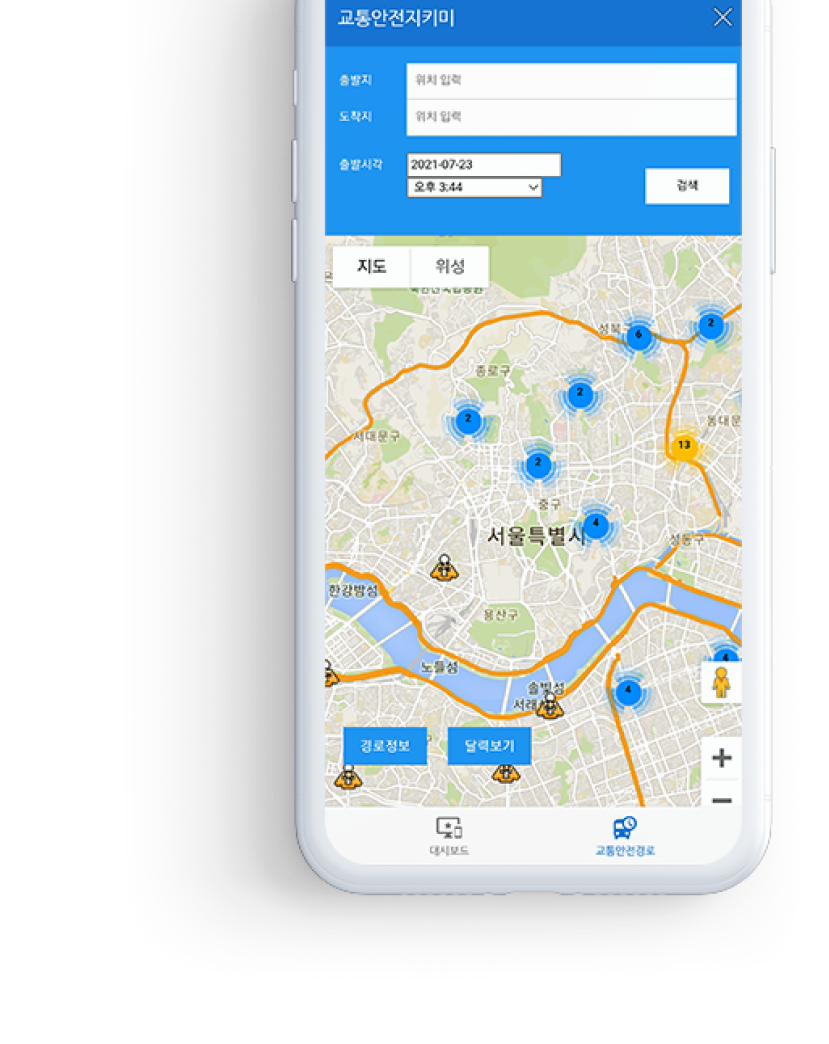 교통안전지키미
출발지 위치 입력
도착지 위치 입력
출발시각 2021-07-23
오후 3:44
검색
지도 위성
성북구
6
2
종로구
2
2
동대문
서대문구
13
2
중구
4
서울특별시
성동구
한강밤섬
용산구
노들섬
4
솔빛섬
4
서래
경로정보 달력보기
대시보드 교통안전경로